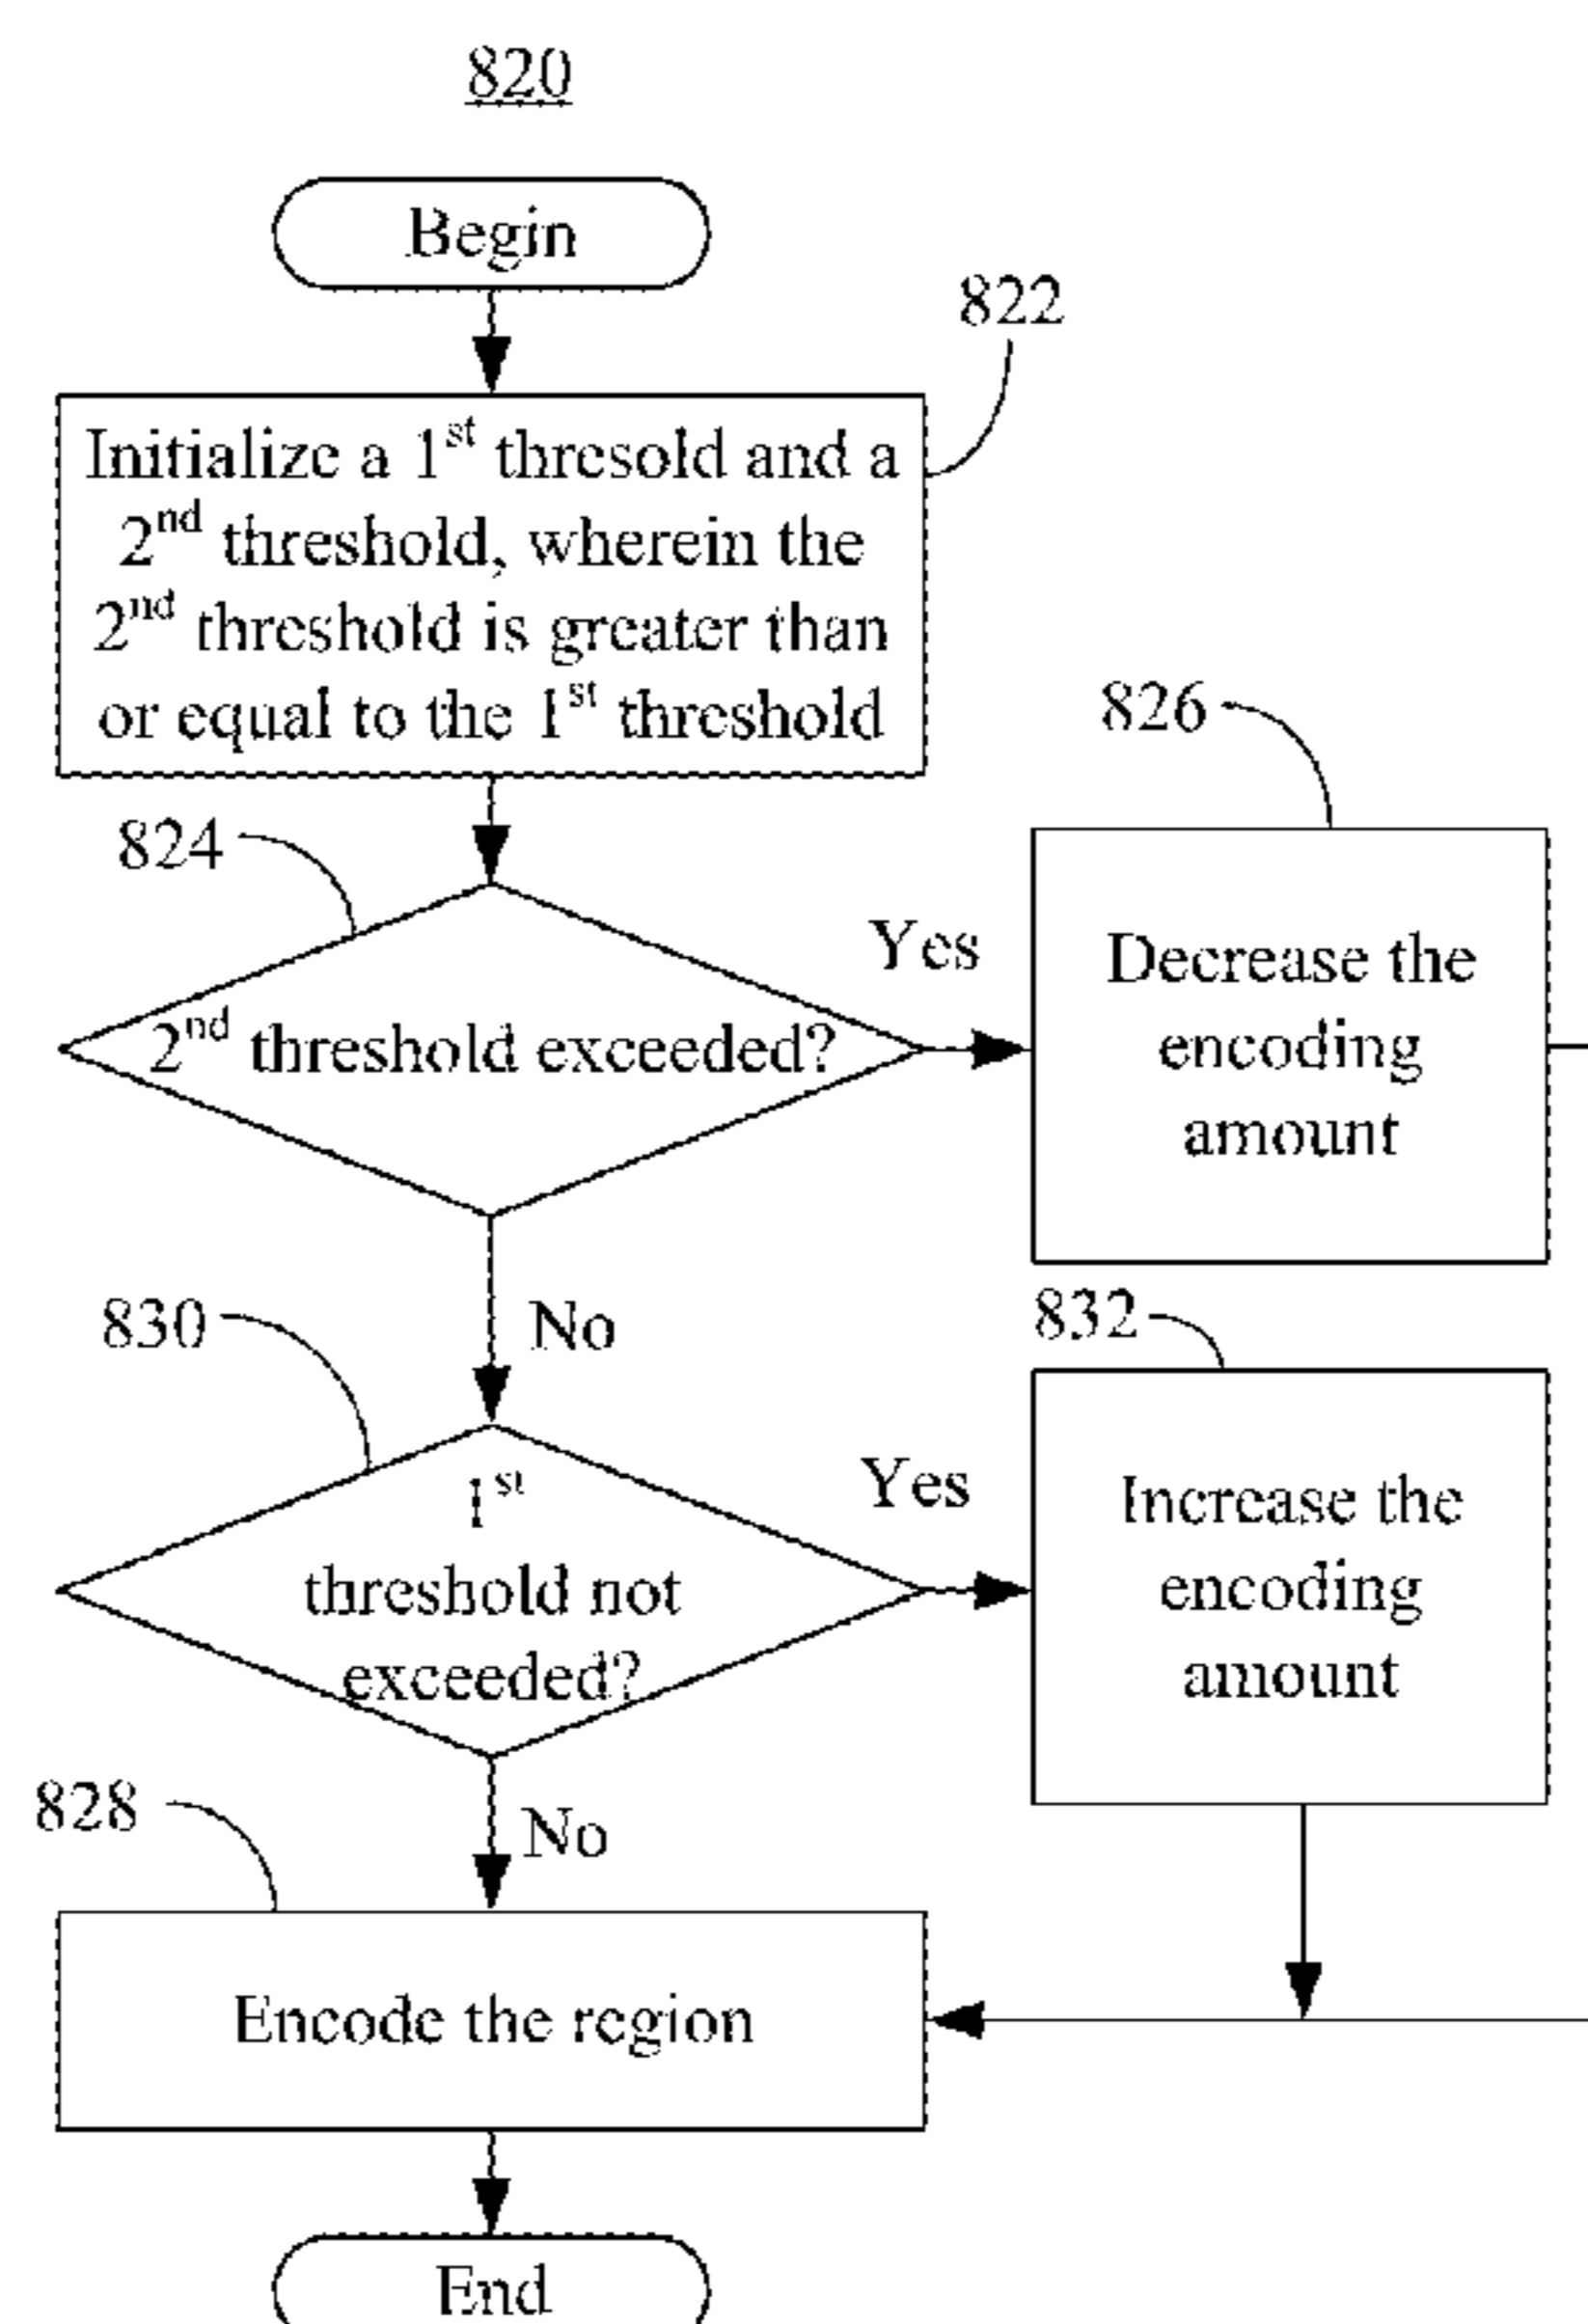 820
Begin
822
Initialize a 1st thresold and a
2nd threshold, wherein the
2nd threshold is greater than
or equal to the 1st threshold
826
824
Yes
2nd threshold exceeded?
Decrease the
encoding
amount
830
No
832
1st
threshold not
exceeded?
Yes
Increase the
encoding
amount
828
No
Encode the region
End